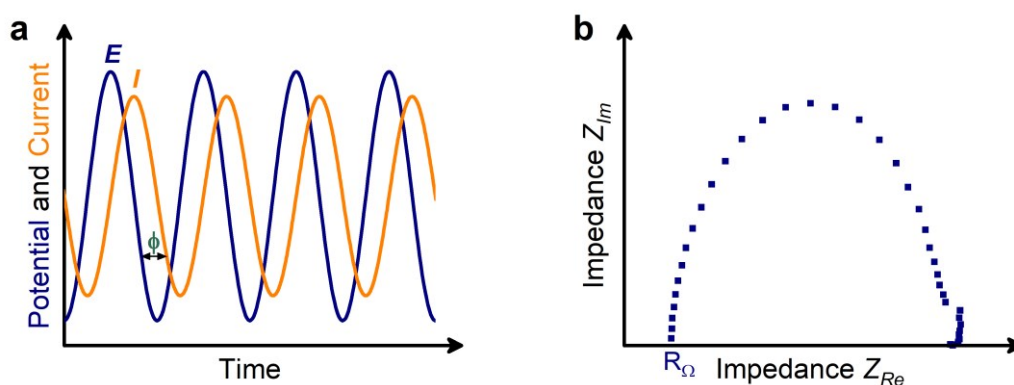 a
E
I
Potential and Current
ϕ
Time
b
Impedance Z_Im
R_Ω
Impedance Z_Re